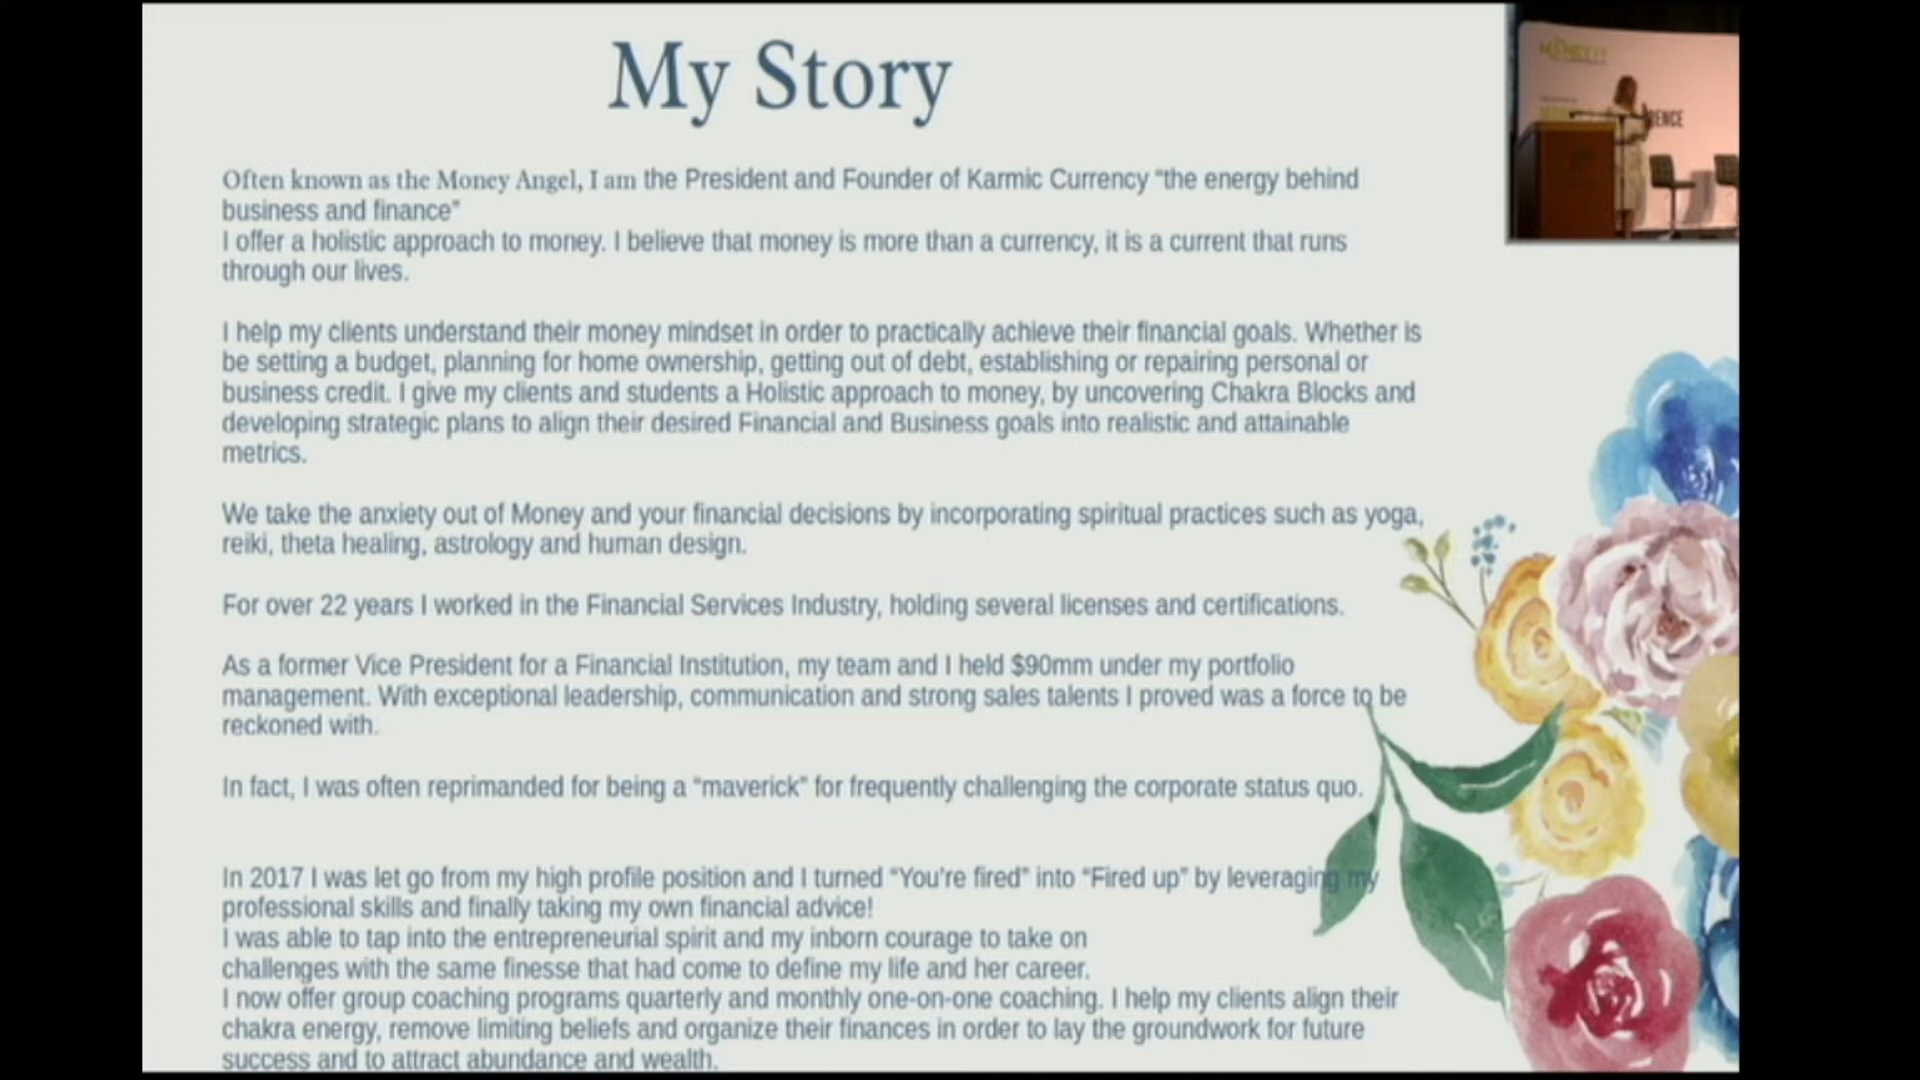 My Story
Often known as the Money Angel, I am the President and Founder of Karmic Currency “the energy behind
business and finance”
I offer a holistic approach to money. I believe that money is more than a currency, it is a current that runs
through our lives.
I help my clients understand their money mindset in order to practically achieve their financial goals. Whether is
be setting a budget, planning for home ownership, getting out of debt, establishing or repairing personal or
business credit. I give my clients and students a Holistic approach to money, by uncovering Chakra Blocks and
developing strategic plans to align their desired Financial and Business goals into realistic and attainable
metrics.
We take the anxiety out of Money and your financial decisions by incorporating spiritual practices such as yoga,
reiki, theta healing, astrology and human design.
For over 22 years I worked in the Financial Services Industry, holding several licenses and certifications.
As a former Vice President for a Financial Institution, my team and I held $90mm under my portfolio
management. With exceptional leadership, communication and strong sales talents I proved was a force to be
reckoned with.
In fact, I was often reprimanded for being a “maverick” for frequently challenging the corporate status quo.
In 2017 I was let go from my high profile position and I turned “You’re fired” into “Fired up” by leveraging my
professional skills and finally taking my own financial advice!
I was able to tap into the entrepreneurial spirit and my inborn courage to take on
challenges with the same finesse that had come to define my life and her career.
I now offer group coaching programs quarterly and monthly one-on-one coaching. I help my clients align their
chakra energy, remove limiting beliefs and organize their finances in order to lay the groundwork for future
success and to attract abundance and wealth.